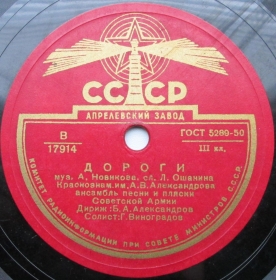 СССР
АПРЕЛЕВСКИЙ ЗАВОД
В
17914
ГОСТ 5289-50
III кл.
ДОРОГИ
муз. А. Новикова, сл. Л. Ошанина
Краснознам. им. А. В. Александрова
ансамбль песни и пляски
Советской Армии
Дириж: Б. А. Александров
Солист: Г. Виноградов
КОМИТЕТ РАДИОИНФОРМАЦИИ ПРИ СОВЕТЕ МИНИСТРОВ СССР